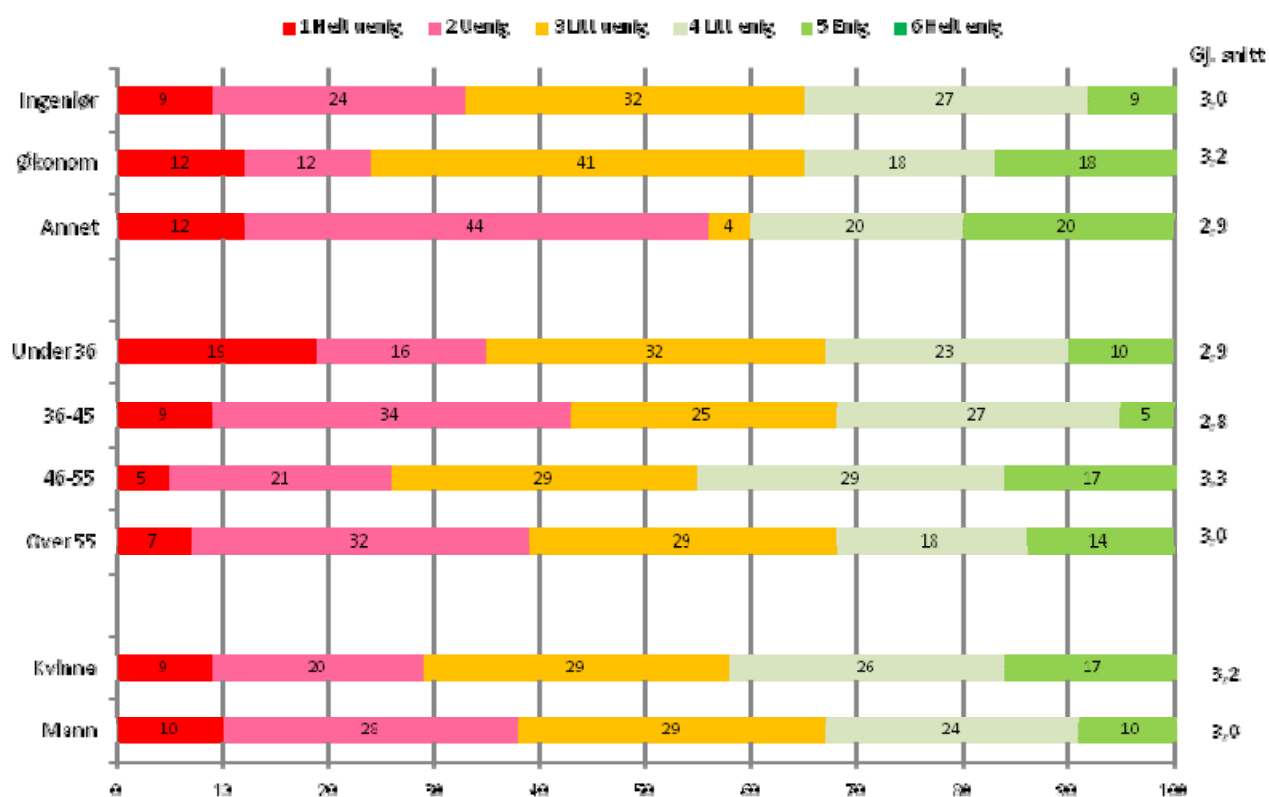 1 Helt uenig 2 Uenig 3 Litt uenig 4 Litt enig 5 Enig 6 Helt enig
Gj. snitt
Ingeniør 9 24 32 27 9 3,0
Økonom 12 12 41 18 18 3,2
Annet 12 44 4 20 20 2,9
Under 36 19 16 32 23 10 2,9
36-45 9 34 25 27 5 2,8
46-55 5 21 29 29 17 3,3
Over 55 7 32 29 18 14 3,0
Kvinne 9 20 29 26 17 3,2
Mann 10 28 29 24 10 3,0
0 10 20 30 40 50 60 70 80 90 100